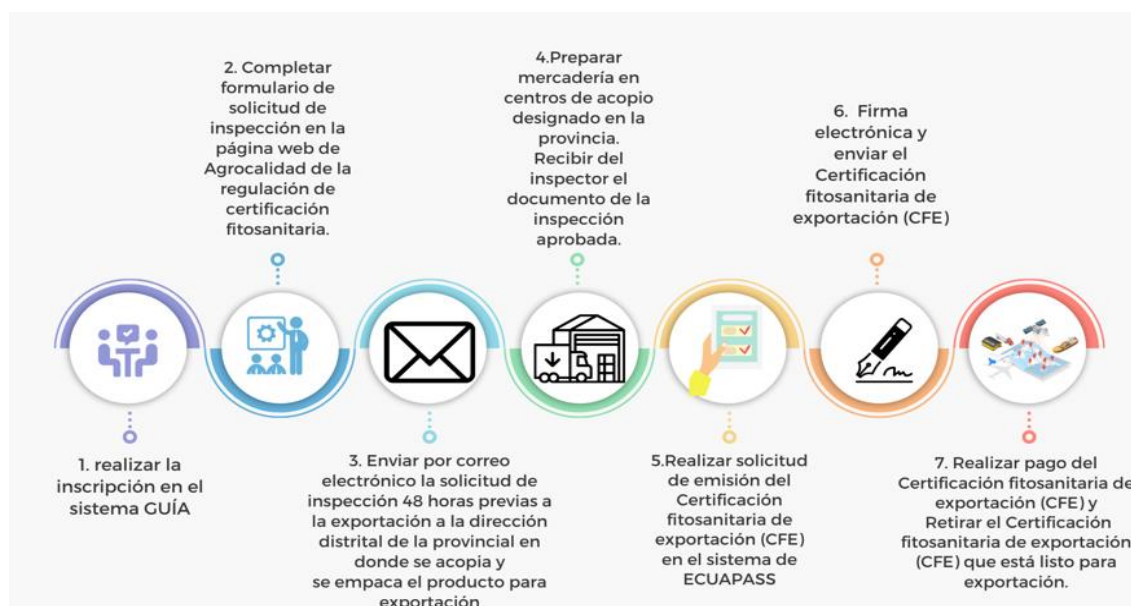 1. realizar la
inscripción en el
sistema GUÍA
2. Completar
formulario de
solicitud de
inspección en la
página web de
Agrocalidad de la
regulación de
certificación
fitosanitaria.
3. Enviar por correo
electrónico la solicitud de
inspección 48 horas previas a
la exportación a la dirección
distrital de la provincial en
donde se acopia y
se empaca el producto para
exportación
4.Preparar
mercadería en
centros de acopio
designado en la
provincia.
Recibir del
inspector el
documento de la
inspección
aprobada.
5.Realizar solicitud
de emisión del
Certificación
fitosanitaria de
exportación (CFE)
en el sistema de
ECUAPASS
6. Firma
electrónica y
enviar el
Certificación
fitosanitaria de
exportación (CFE)
7. Realizar pago del
Certificación fitosanitaria de
exportación (CFE) y
Retirar el Certificación
fitosanitaria de exportación
(CFE) que está listo para
exportación.